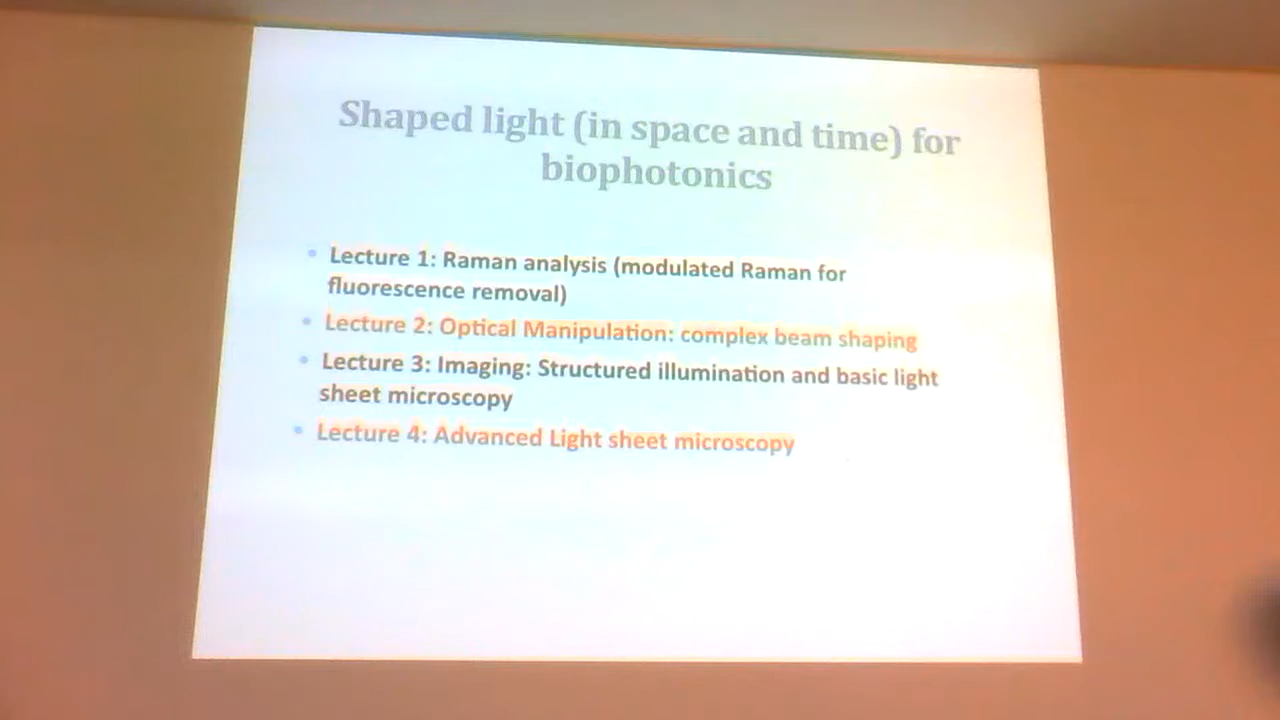 Shaped light (in space and time) for
biophotonics
• Lecture 1: Raman analysis (modulated Raman for
fluorescence removal)
• Lecture 2: Optical Manipulation: complex beam shaping
• Lecture 3: Imaging: Structured illumination and basic light
sheet microscopy
• Lecture 4: Advanced Light sheet microscopy